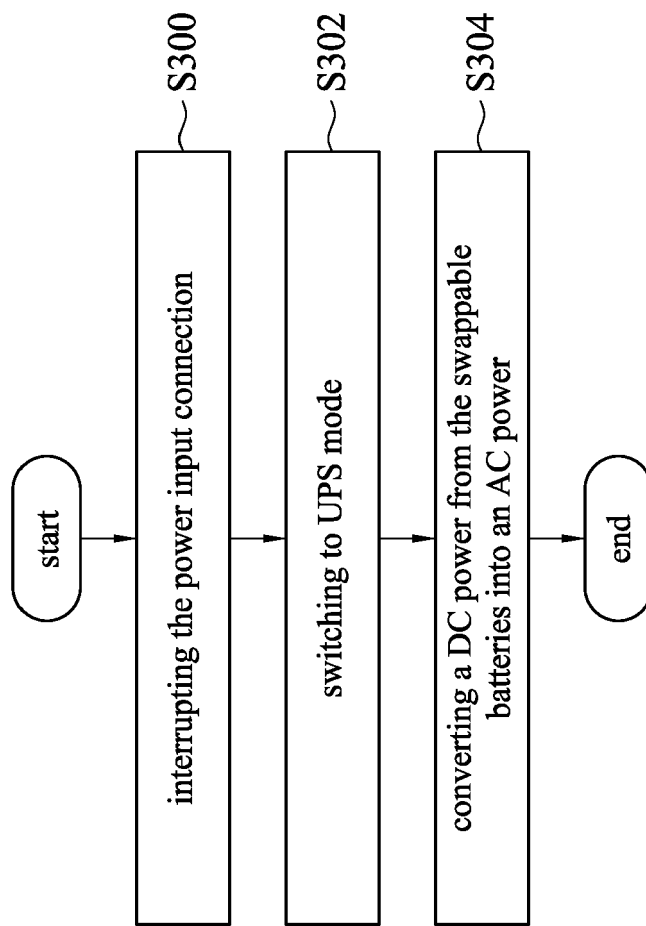 start
interrupting the power input connection
S300
switching to UPS mode
S302
converting a DC power from the swappable
batteries into an AC power
S304
end